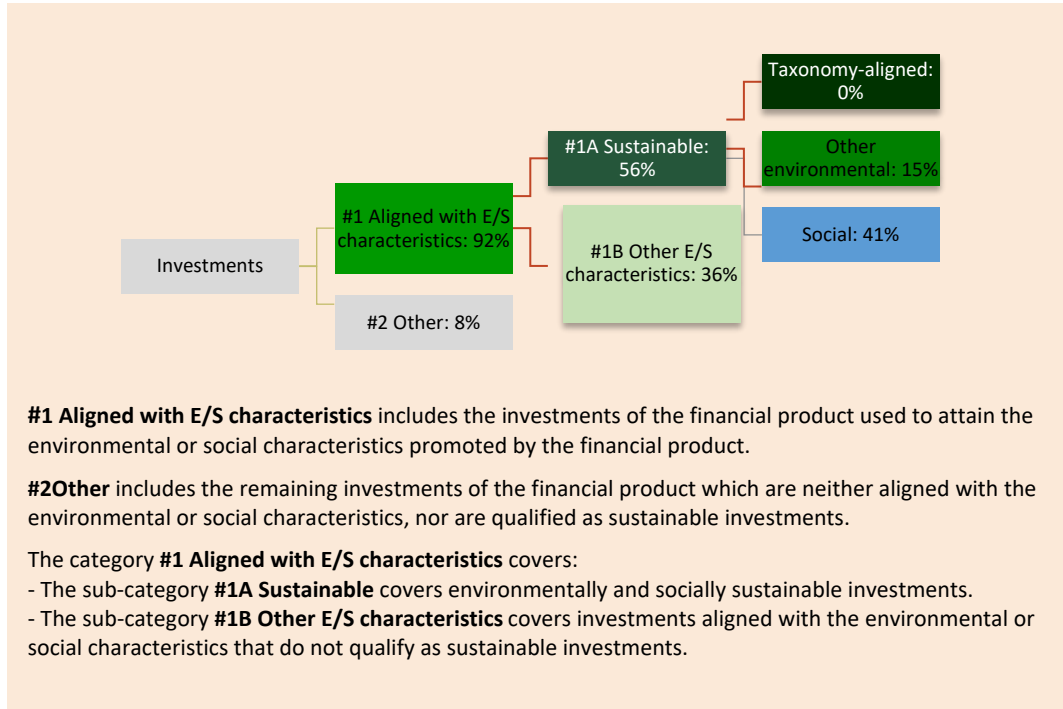 Taxonomy-aligned:
0%
#1A Sustainable:
56%
Other
environmental: 15%
#1 Aligned with E/S
characteristics: 92%
Social: 41%
#1B Other E/S
characteristics: 36%
Investments
#2 Other: 8%
#1 Aligned with E/S characteristics includes the investments of the financial product used to attain the
environmental or social characteristics promoted by the financial product.
#2Other includes the remaining investments of the financial product which are neither aligned with the
environmental or social characteristics, nor are qualified as sustainable investments.
The category #1 Aligned with E/S characteristics covers:
- The sub-category #1A Sustainable covers environmentally and socially sustainable investments.
- The sub-category #1B Other E/S characteristics covers investments aligned with the environmental or
social characteristics that do not qualify as sustainable investments.